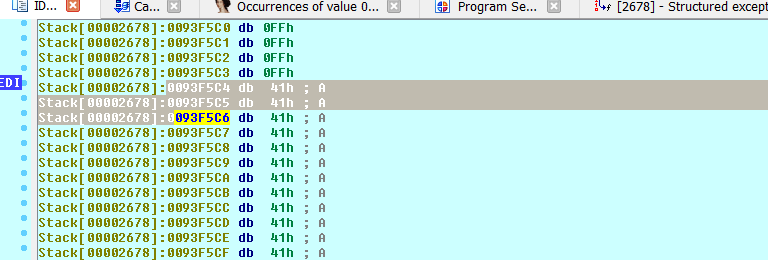 ID...
Ca...
Occurrences of value 0...
Program Se...
[2678] - Structured except
Stack[00002678]:0093F5C0 db 0FFh
Stack[00002678]:0093F5C1 db 0FFh
Stack[00002678]:0093F5C2 db 0FFh
Stack[00002678]:0093F5C3 db 0FFh
EDI
Stack[00002678]:0093F5C4 db 41h ; A
Stack[00002678]:0093F5C5 db 41h ; A
Stack[00002678]:0093F5C6 db 41h ; A
Stack[00002678]:0093F5C7 db 41h ; A
Stack[00002678]:0093F5C8 db 41h ; A
Stack[00002678]:0093F5C9 db 41h ; A
Stack[00002678]:0093F5CA db 41h ; A
Stack[00002678]:0093F5CB db 41h ; A
Stack[00002678]:0093F5CC db 41h ; A
Stack[00002678]:0093F5CD db 41h ; A
Stack[00002678]:0093F5CE db 41h ; A
Stack[00002678]:0093F5CF db 41h ; A